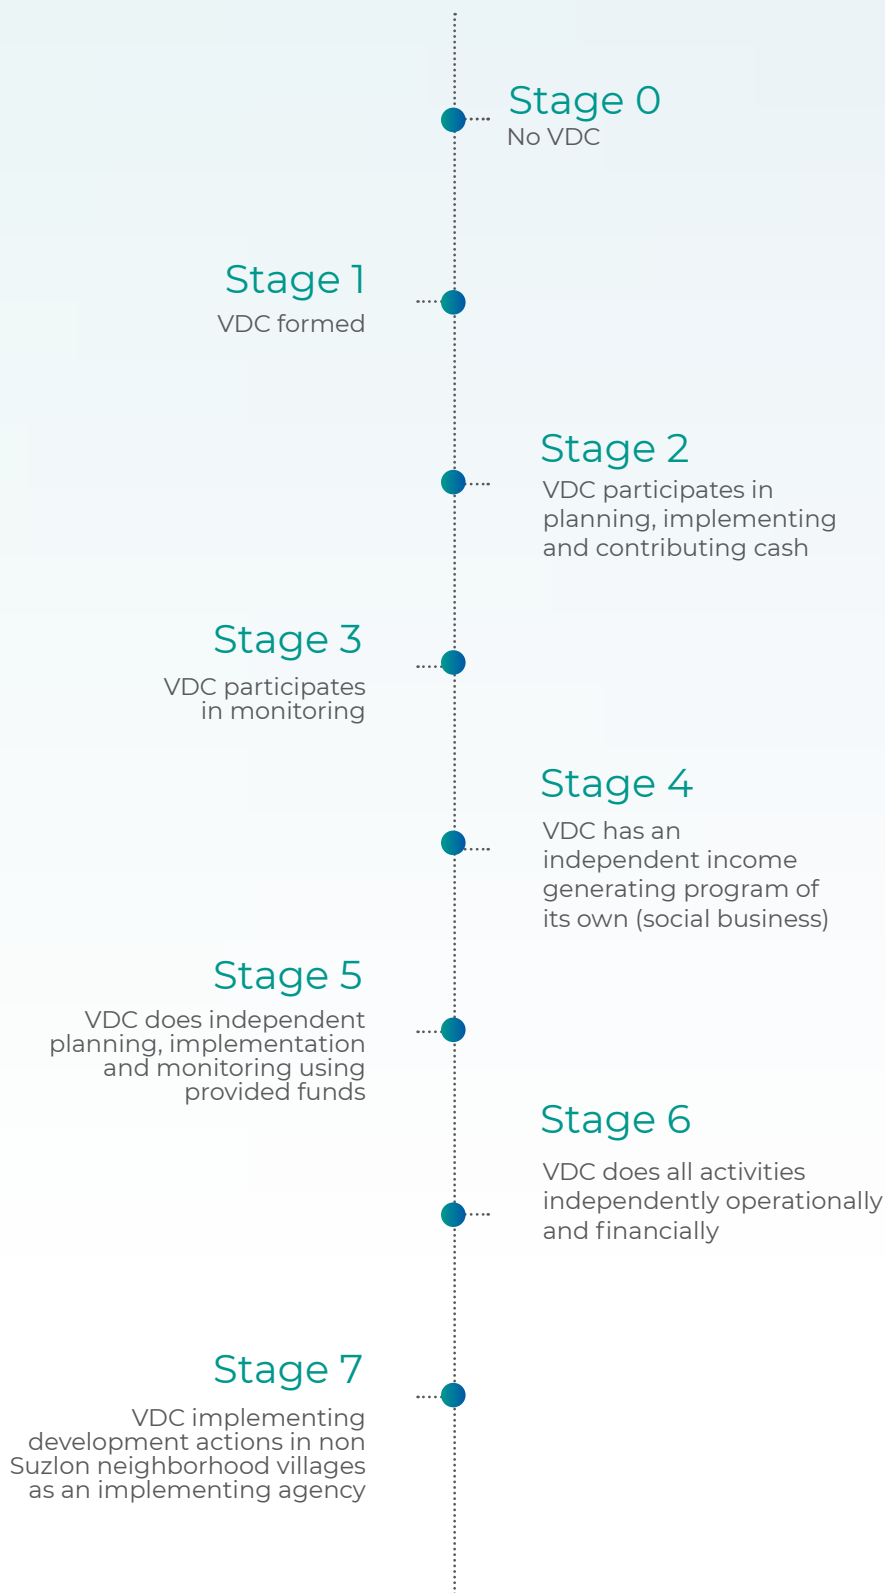 Stage 0
No VDC
Stage 1
VDC formed
Stage 2
VDC participates in
planning, implementing
and contributing cash
Stage 3
VDC participates
in monitoring
Stage 4
VDC has an
independent income
generating program of
its own (social business)
Stage 5
VDC does independent
planning, implementation
and monitoring using
provided funds
Stage 6
VDC does all activities
independently operationally
and financially
Stage 7
VDC implementing
development actions in non
Suzlon neighborhood villages
as an implementing agency